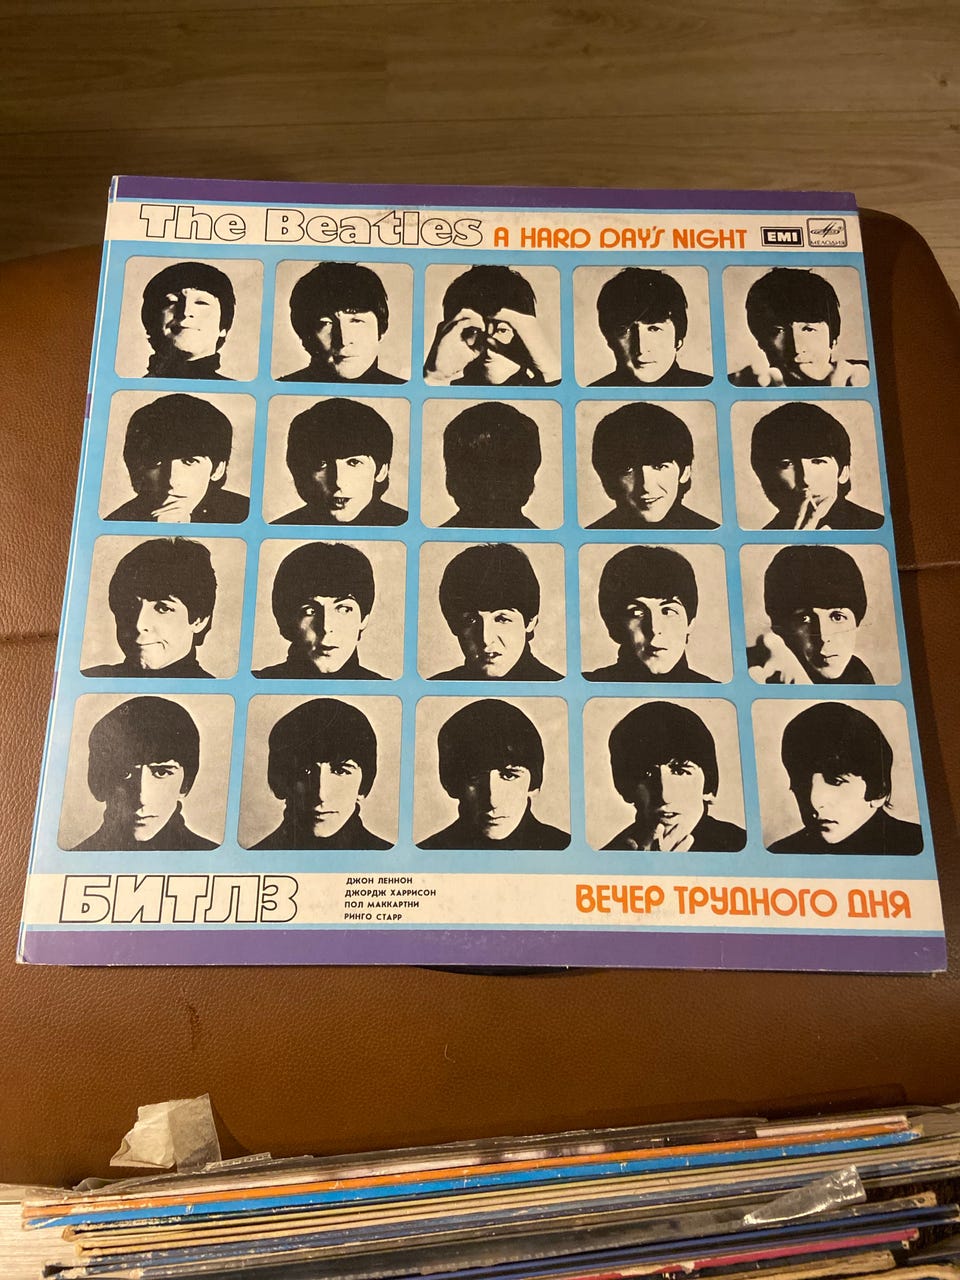 The Beatles A HARD DAY'S NIGHT EMI МЕЛОДИЯ
БИТЛЗ
ДЖОН ЛЕННОН
ДЖОРДЖ ХАРРИСОН
ПОЛ МАККАРТНИ
РИНГО СТАРР
ВЕЧЕР ТРУДНОГО ДНЯ